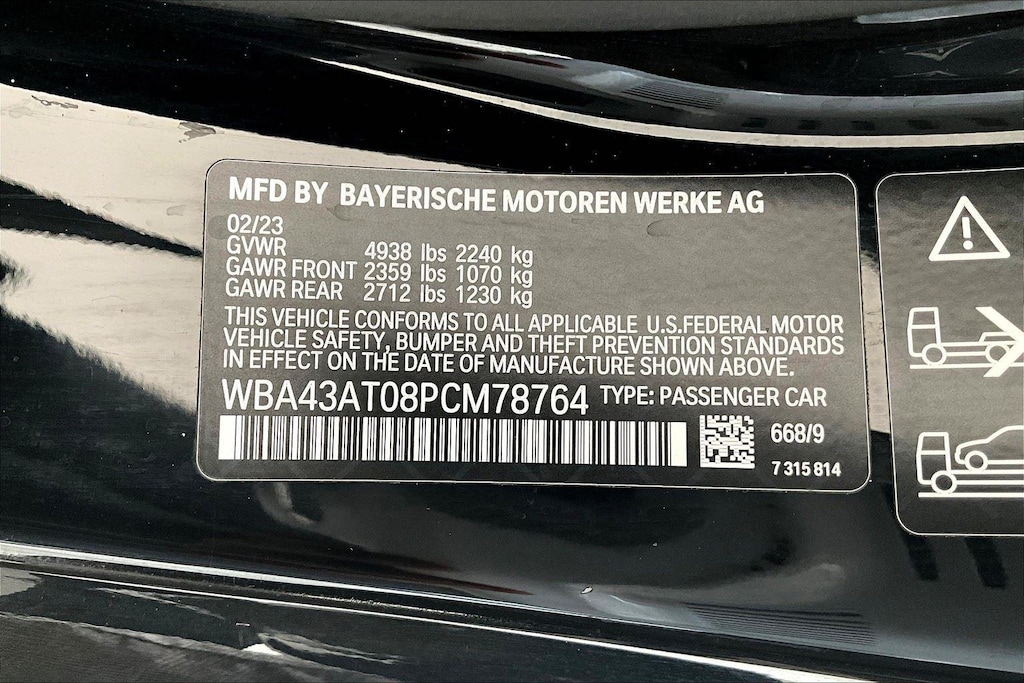 MFD BY BAYERISCHE MOTOREN WERKE AG
02/23
GVWR 4938 lbs 2240 kg
GAWR FRONT 2359 lbs 1070 kg
GAWR REAR 2712 lbs 1230 kg
THIS VEHICLE CONFORMS TO ALL APPLICABLE U.S.FEDERAL MOTOR
VEHICLE SAFETY, BUMPER AND THEFT PREVENTION STANDARDS
IN EFFECT ON THE DATE OF MANUFACTURE SHOWN ABOVE.
WBA43AT08PCM78764 TYPE: PASSENGER CAR
668/9
7 315 814